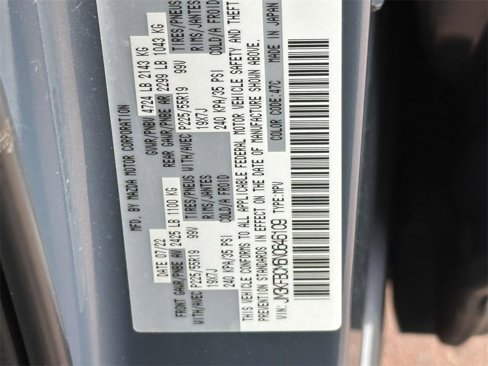 MFD. BY MAZDA MOTOR CORPORATION
DATE 07/22 GVWR/PNBV 4724 LB 2143 KG
FRONT GAWR/PNBE AV 2425 LB 1100 KG REAR GAWR/PNBE AR 2299 LB 1043 KG
WITH/AVEC P225/55R19 99V TIRES/PNEUS WITH/AVEC P225/55R19 99V TIRES/PNEUS
19X7J RIMS/JANTES 19X7J RIMS/JANTES
240 KPA/35 PSI COLD/A FROID 240 KPA/35 PSI COLD/A FROID
THIS VEHICLE CONFORMS TO ALL APPLICABLE FEDERAL MOTOR VEHICLE SAFETY AND THEFT
PREVENTION STANDARDS IN EFFECT ON THE DATE OF MANUFACTURE SHOWN ABOVE.
VIN: TYPE:MPV COLOR CODE:47C MADE IN JAPAN